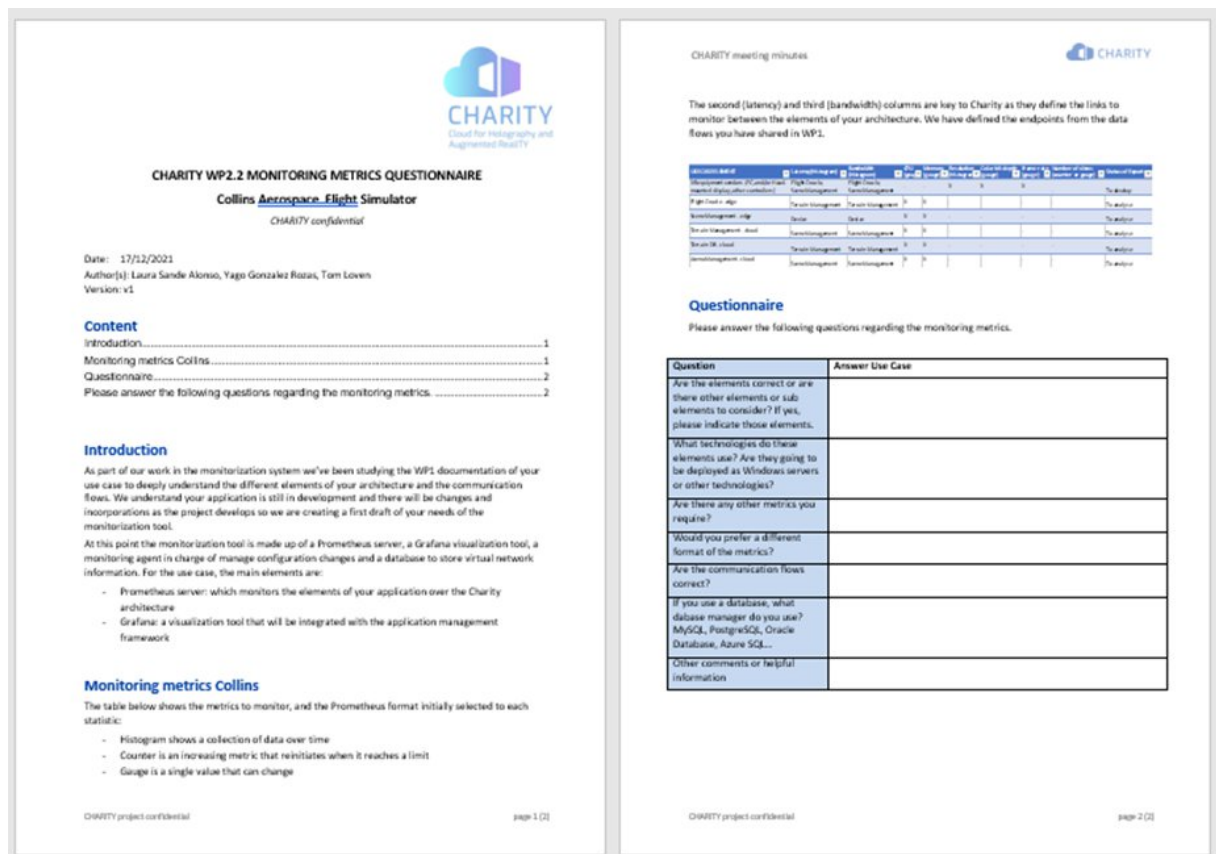 CHARITY
Cloud for Holography and
Augmented RealITY
CHARITY WP2.2 MONITORING METRICS QUESTIONNAIRE
Collins Aerospace Flight Simulator
CHARITY confidential
Date: 17/12/2021
Author(s): Laura Sande Alonso, Yago Gonzalez Rozas, Tom Loven
Version: v1
Content
Introduction 1
Monitoring metrics Collins 1
Questionnaire 2
Please answer the following questions regarding the monitoring metrics. 2
Introduction
As part of our work in the monitorization system we've been studying the WP1 documentation of your
use case to deeply understand the different elements of your architecture and the communication
flows. We understand your application is still in development and there will be changes and
incorporations as the project develops so we are creating a first draft of your needs of the
monitorization tool.
At this point the monitorization tool is made up of a Prometheus server, a Grafana visualization tool, a
monitoring agent in charge of manage configuration changes and a database to store virtual network
information. For the use case, the main elements are:
- Prometheus server: which monitors the elements of your application over the Charity
architecture
- Grafana: a visualization tool that will be integrated with the application management
framework
Monitoring metrics Collins
The table below shows the metrics to monitor, and the Prometheus format initially selected to each
statistic:
- Histogram shows a collection of data over time
- Counter is an increasing metric that reinitiates when it reaches a limit
- Gauge is a single value that can change
CHARITY project confidential page 1 (2)
CHARITY meeting minutes CHARITY
The second (latency) and third (bandwidth) columns are key to Charity as they define the links to
monitor between the elements of your architecture. We have defined the endpoints from the data
flows you have shared in WP1.
Questionnaire
Please answer the following questions regarding the monitoring metrics.
Question Answer Use Case
Are the elements correct or are
there other elements or sub
elements to consider? If yes,
please indicate those elements.
What technologies do these
elements use? Are they going to
be deployed as Windows servers
or other technologies?
Are there any other metrics you
require?
Would you prefer a different
format of the metrics?
Are the communication flows
correct?
If you use a database, what
dabase manager do you use?
MySQL, PostgreSQL, Oracle
Database, Azure SQL...
Other comments or helpful
information
CHARITY project confidential page 2 (2)